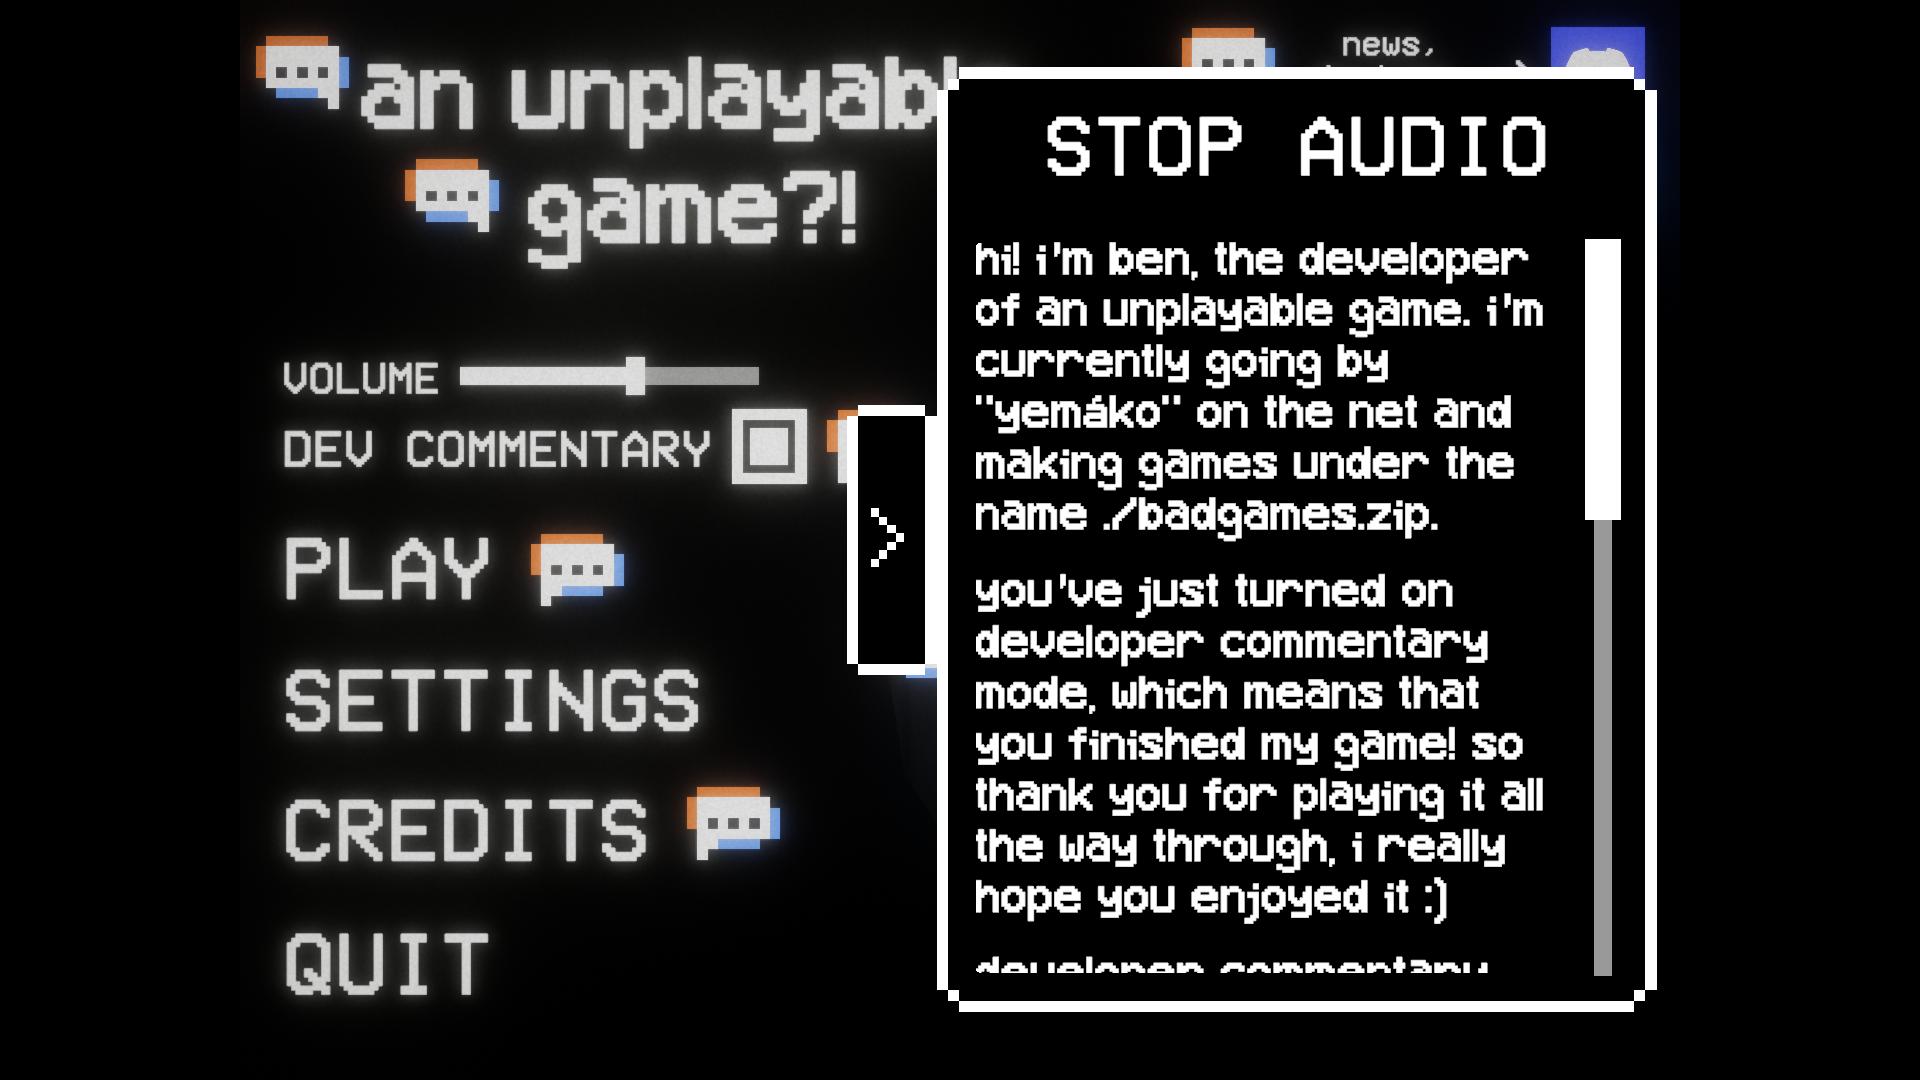 an unplayab
game?!
news,
VOLUME
DEV COMMENTARY
PLAY
SETTINGS
CREDITS
QUIT
>
STOP AUDIO
hi! i'm ben, the developer
of an unplayable game. i'm
currently going by
"yemáko" on the net and
making games under the
name ./badgames.zip.
you've just turned on
developer commentary
mode, which means that
you finished my game! so
thank you for playing it all
the way through, i really
hope you enjoyed it :)
developer commentary